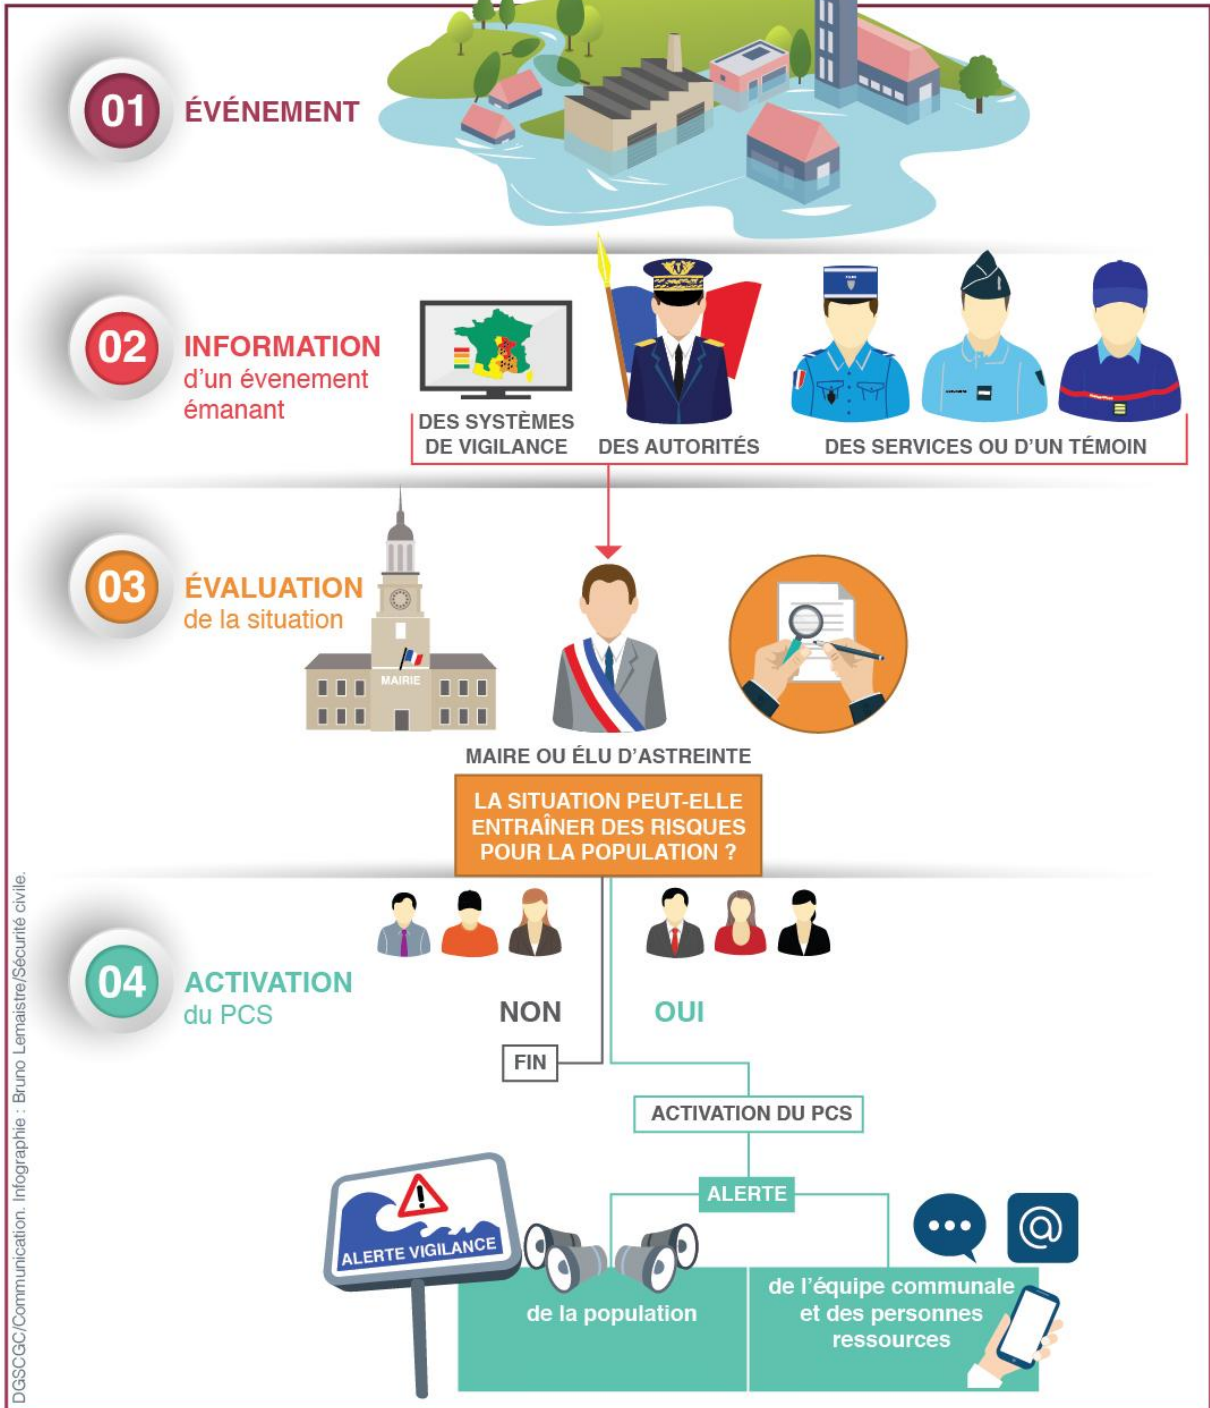 01
ÉVÉNEMENT
02
INFORMATION
d'un évenement
émanant
DES SYSTÈMES
DE VIGILANCE
DES AUTORITÉS
DES SERVICES OU D'UN TÉMOIN
03
ÉVALUATION
de la situation
MAIRIE
MAIRE OU ÉLU D'ASTREINTE
LA SITUATION PEUT-ELLE
ENTRAÎNER DES RISQUES
POUR LA POPULATION ?
04
ACTIVATION
du PCS
NON
OUI
FIN
ACTIVATION DU PCS
ALERTE
ALERTE VIGILANCE
@
de la population
de l'équipe communale
et des personnes
ressources
DGSCGC/Communication. Infographie : Bruno Lemaistre/Sécurité civile.